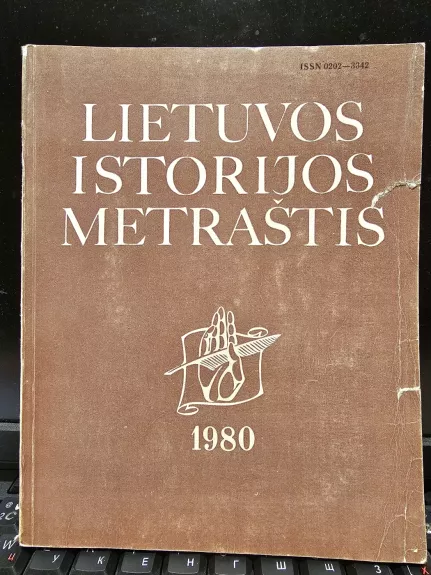 ISSN 0202—3342
LIETUVOS
ISTORIJOS
METRAŠTIS
1980
У К Е Н Г Ш Щ З